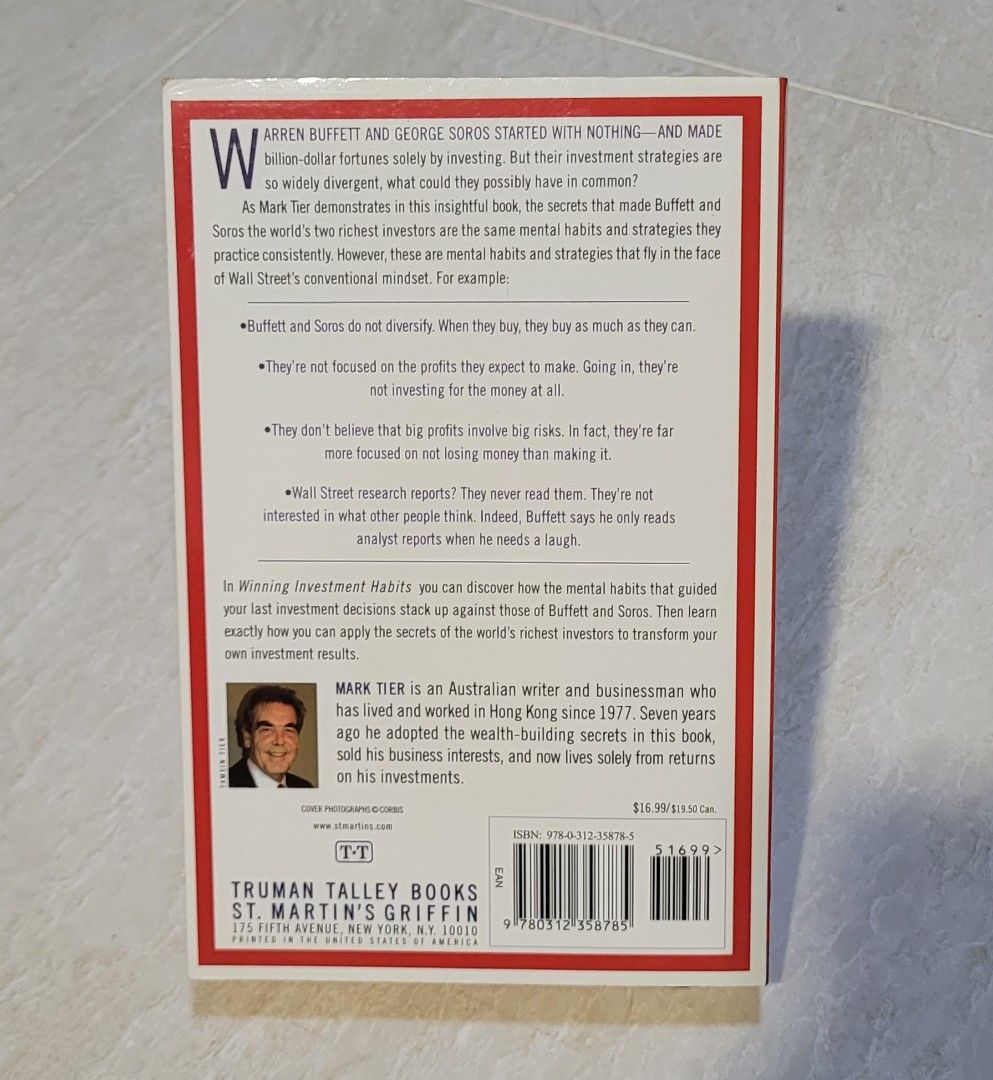 WARREN BUFFETT AND GEORGE SOROS STARTED WITH NOTHING—AND MADE
billion-dollar fortunes solely by investing. But their investment strategies are
so widely divergent, what could they possibly have in common?
As Mark Tier demonstrates in this insightful book, the secrets that made Buffett and
Soros the world's two richest investors are the same mental habits and strategies they
practice consistently. However, these are mental habits and strategies that fly in the face
of Wall Street's conventional mindset. For example:
•Buffett and Soros do not diversify. When they buy, they buy as much as they can.
•They're not focused on the profits they expect to make. Going in, they're
not investing for the money at all.
•They don't believe that big profits involve big risks. In fact, they're far
more focused on not losing money than making it.
•Wall Street research reports? They never read them. They're not
interested in what other people think. Indeed, Buffett says he only reads
analyst reports when he needs a laugh.
In Winning Investment Habits you can discover how the mental habits that guided
your last investment decisions stack up against those of Buffett and Soros. Then learn
exactly how you can apply the secrets of the world's richest investors to transform your
own investment results.
TAMSIN TIER
MARK TIER is an Australian writer and businessman who
has lived and worked in Hong Kong since 1977. Seven years
ago he adopted the wealth-building secrets in this book,
sold his business interests, and now lives solely from returns
on his investments.
COVER PHOTOGRAPHS © CORBIS
www.stmartins.com
T·T
TRUMAN TALLEY BOOKS
ST. MARTIN'S GRIFFIN
175 FIFTH AVENUE, NEW YORK, N.Y. 10010
PRINTED IN THE UNITED STATES OF AMERICA
$16.99/$19.50 Can.
ISBN: 978-0-312-35878-5
51699>
EAN
9 780312 358785